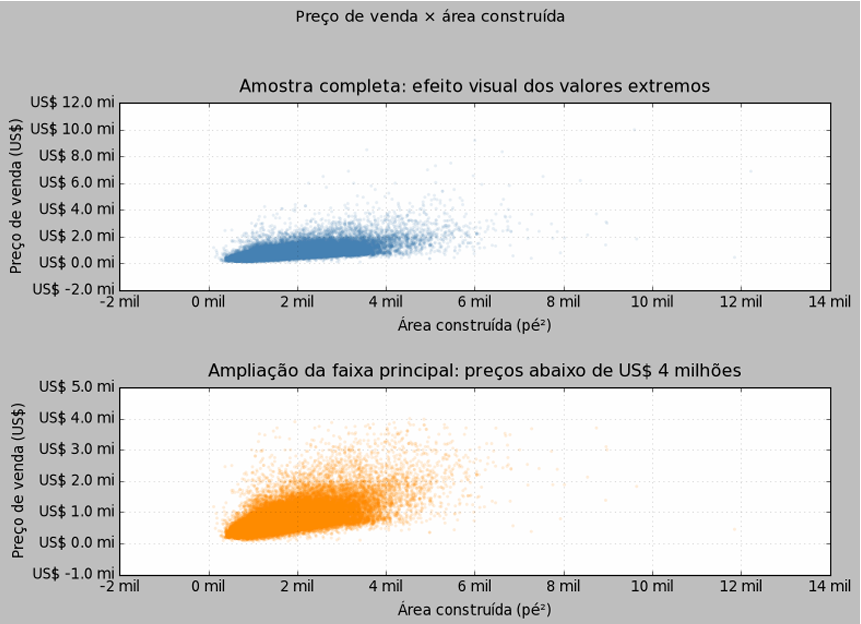 Preço de venda × área construída
Amostra completa: efeito visual dos valores extremos
US$ 12.0 mi
US$ 10.0 mi
US$ 8.0 mi
US$ 6.0 mi
US$ 4.0 mi
US$ 2.0 mi
US$ 0.0 mi
US$ -2.0 mi
Preço de venda (US$)
-2 mil 0 mil 2 mil 4 mil 6 mil 8 mil 10 mil 12 mil 14 mil
Área construída (pé²)
Ampliação da faixa principal: preços abaixo de US$ 4 milhões
US$ 5.0 mi
US$ 4.0 mi
US$ 3.0 mi
US$ 2.0 mi
US$ 1.0 mi
US$ 0.0 mi
US$ -1.0 mi
Preço de venda (US$)
-2 mil 0 mil 2 mil 4 mil 6 mil 8 mil 10 mil 12 mil 14 mil
Área construída (pé²)